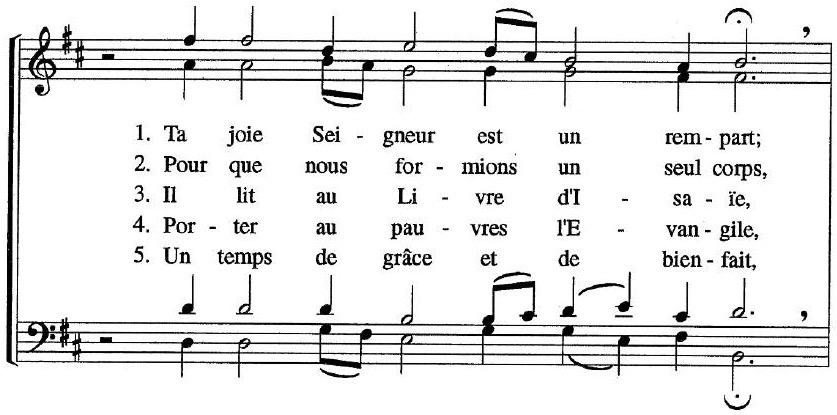 1. Ta joie Sei - gneur est un rem - part;
2. Pour que nous for - mions un seul corps,
3. Il lit au Li - vre d'I - sa - ïe,
4. Por - ter au pau - vres l'E - van - gile,
5. Un temps de grâce et de bien - fait,